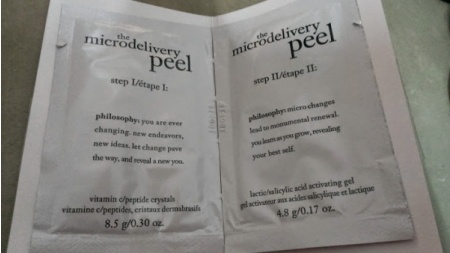 the
microdelivery
peel
step I/étape I:
philosophy: you are ever
changing. new endeavors,
new ideas. let change pave
the way, and reveal a new you.
vitamin c/peptide crystals
vitamine c/peptides, cristaux dermabrasifs
8.5 g/0.30 oz.
the
microdelivery
peel
step II/étape II:
philosophy: micro changes
lead to monumental renewal.
you learn as you grow, revealing
your best self.
lactic/salicylic acid activating gel
gel activateur aux acides salicylique et lactique
4.8 g/0.17 oz.